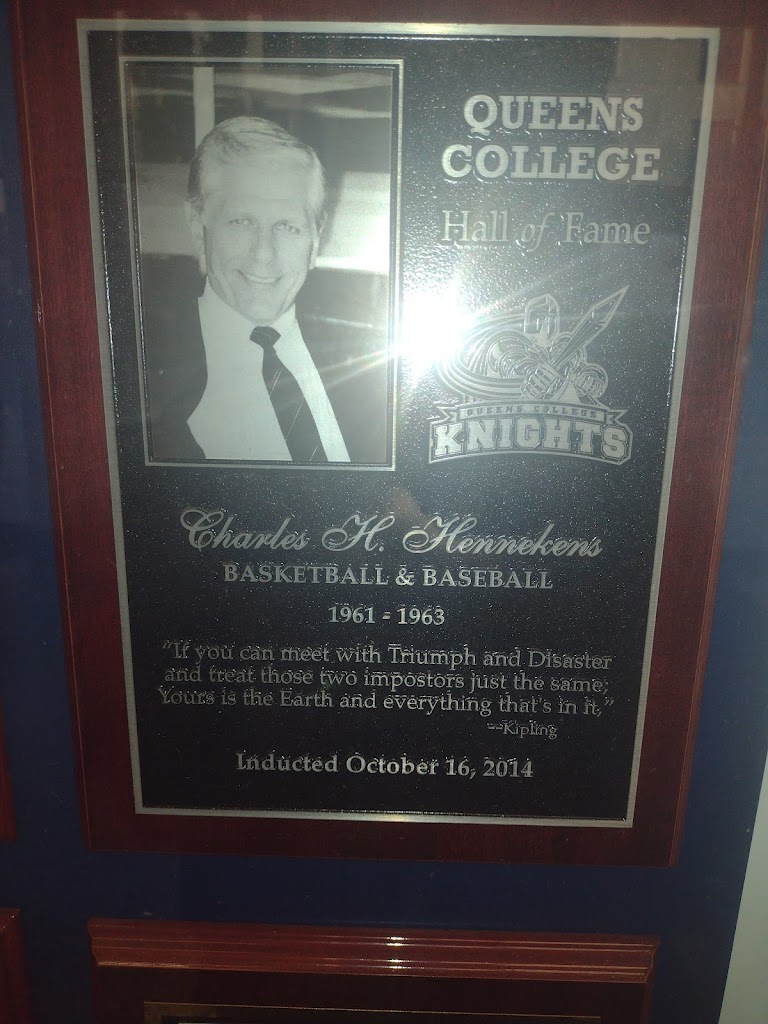 QUEENS
COLLEGE
Hall of Fame
QUEENS COLLEGE
KNIGHTS
Charles H. Hennekens
BASKETBALL & BASEBALL
1961 - 1963
"If you can meet with Triumph and Disaster
and treat those two impostors just the same;
Yours is the Earth and everything that's in it,"
--Kipling
Inducted October 16, 2014